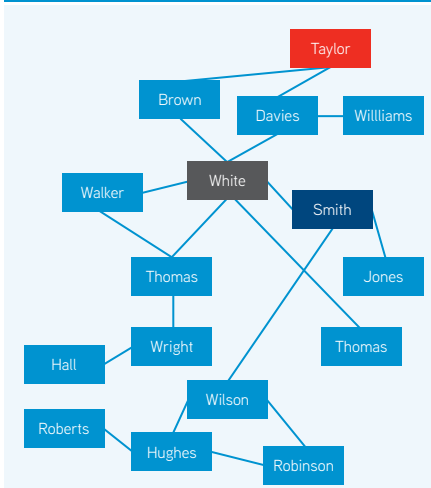 Taylor
Brown
Davies
Willliams
White
Walker
Smith
Thomas
Jones
Wright
Thomas
Hall
Wilson
Roberts
Hughes
Robinson